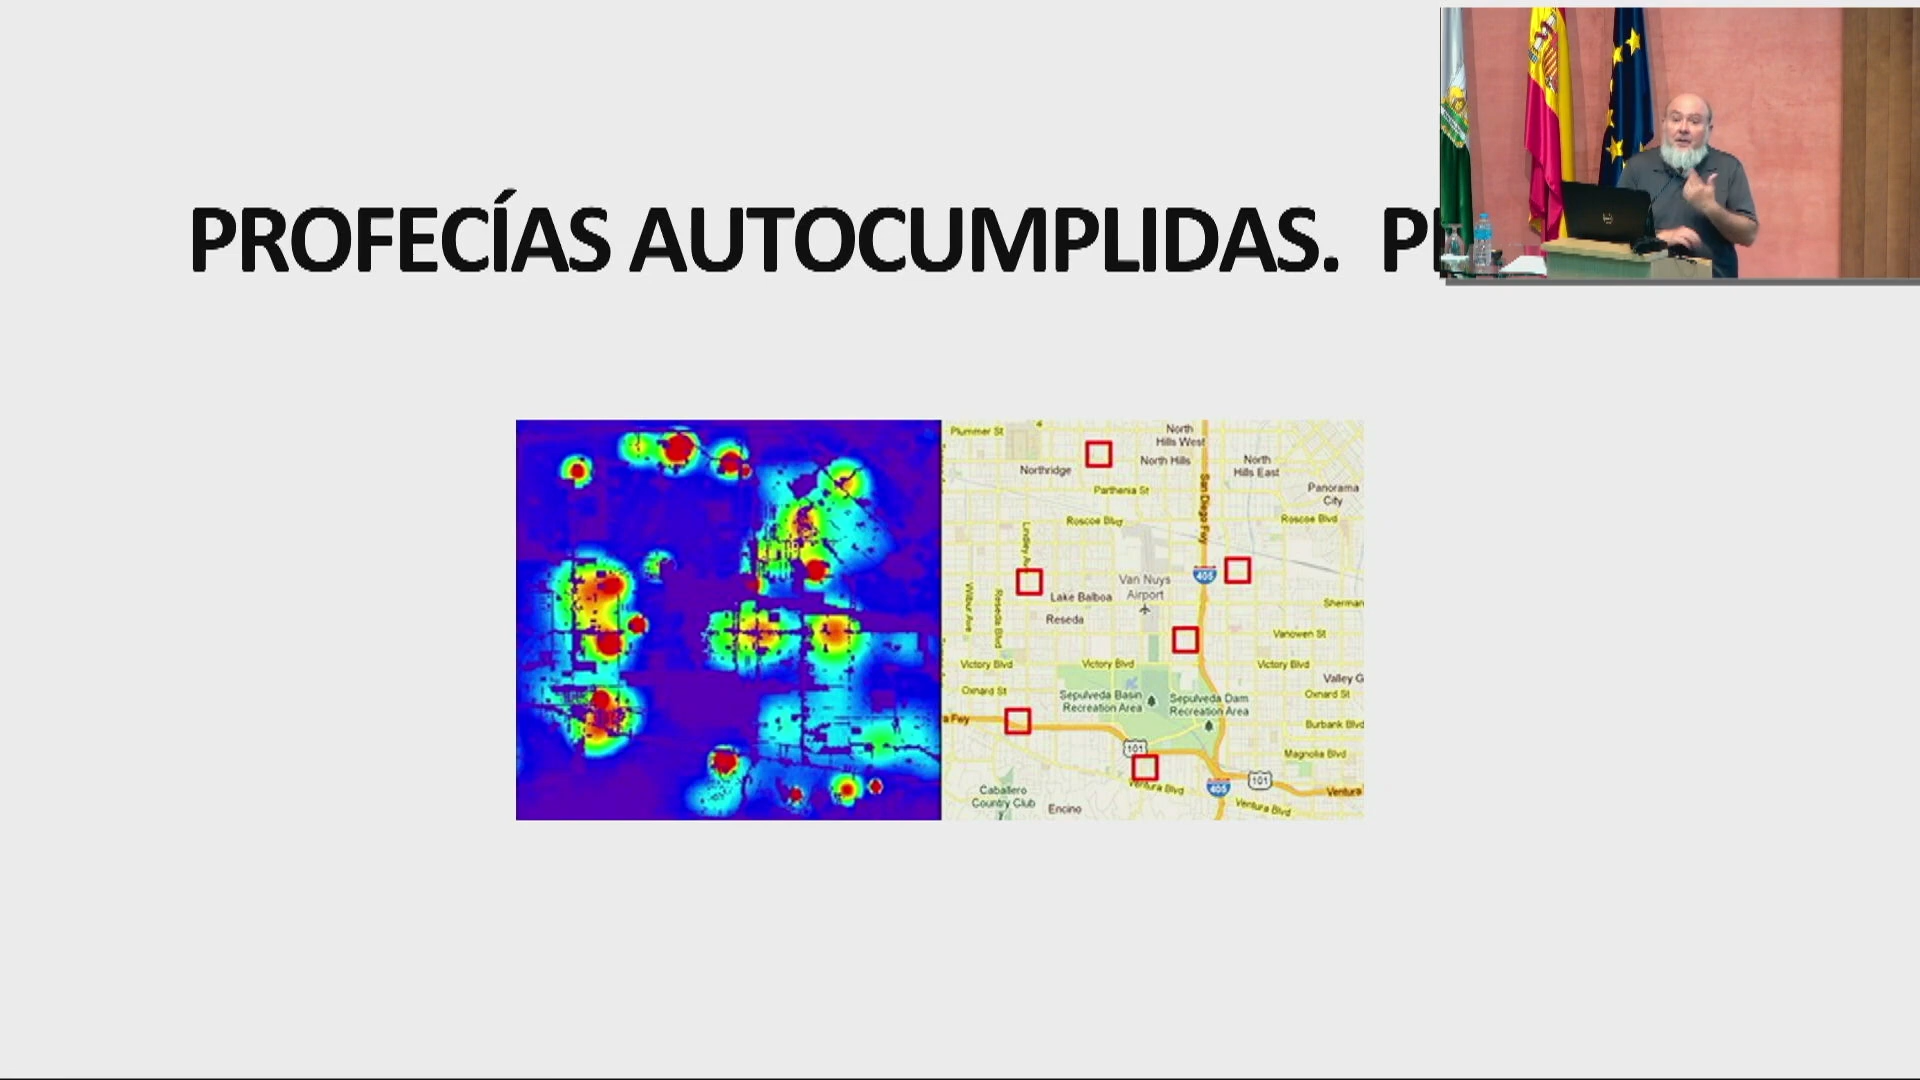 PROFECÍAS AUTOCUMPLIDAS.
Plummer St
North
Hills West
Northridge
North Hills
North
Hills East
Parthenia St
Panorama
City
San Diego Fwy
Roscoe Blvd
Roscoe Blvd
Lindley Av
405
Van Nuys
Airport
Wilbur Ave
Reseda Blvd
Lake Balboa
Sherman
Reseda
Vanowen St
Victory Blvd
Victory Blvd
Victory Blvd
Valley G
Oxnard St
Sepulveda Basin
Recreation Area
Sepulveda Dam
Recreation Area
Oxnard St
a Fwy
Burbank Blvd
101
Magnolia Blvd
101
Ventura Blvd
405
Caballero
Country Club
Encino
Ventura
Ventura Blvd